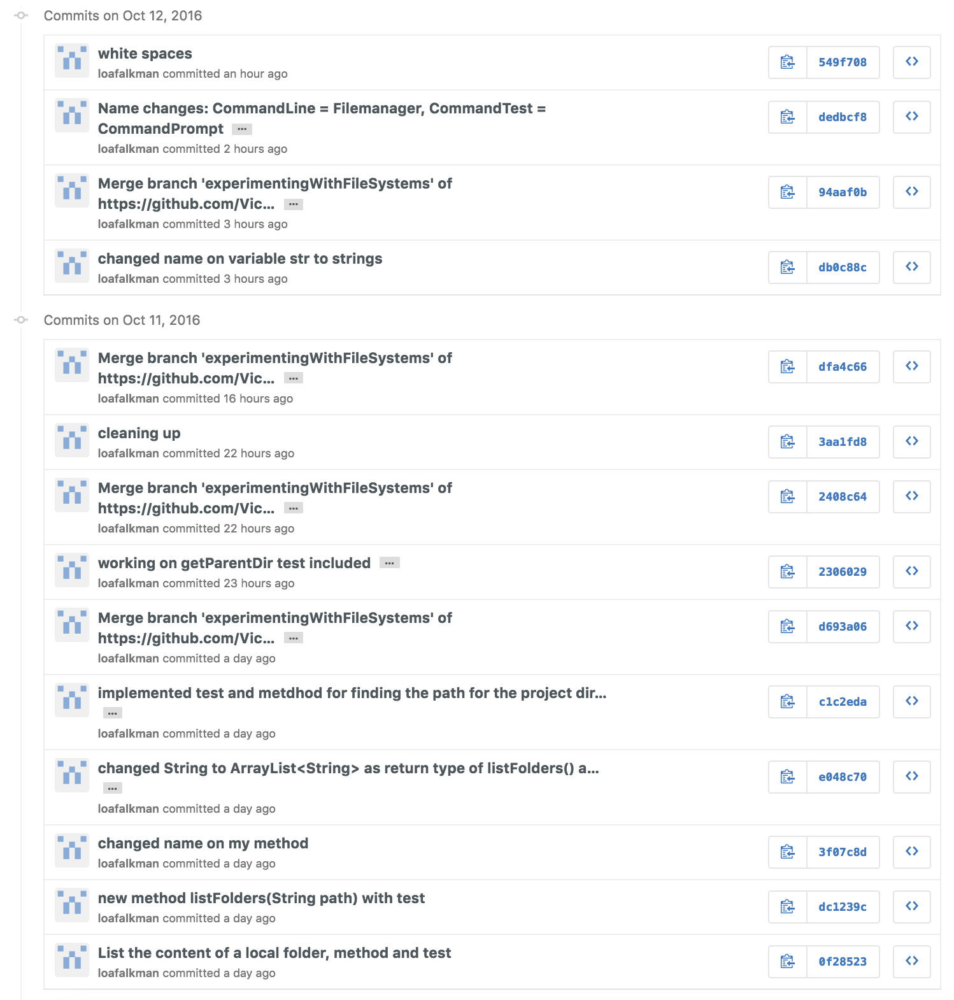 Commits on Oct 12, 2016
white spaces
loafalkman committed an hour ago
549f708
Name changes: CommandLine = Filemanager, CommandTest =
CommandPrompt …
loafalkman committed 2 hours ago
dedbcf8
Merge branch 'experimentingWithFileSystems' of
https://github.com/Vic... …
loafalkman committed 3 hours ago
94aaf0b
changed name on variable str to strings
loafalkman committed 3 hours ago
db0c88c
Commits on Oct 11, 2016
Merge branch 'experimentingWithFileSystems' of
https://github.com/Vic... …
loafalkman committed 16 hours ago
dfa4c66
cleaning up
loafalkman committed 22 hours ago
3aa1fd8
Merge branch 'experimentingWithFileSystems' of
https://github.com/Vic... …
loafalkman committed 22 hours ago
2408c64
working on getParentDir test included …
loafalkman committed 23 hours ago
2306029
Merge branch 'experimentingWithFileSystems' of
https://github.com/Vic... …
loafalkman committed a day ago
d693a06
implemented test and metdhod for finding the path for the project dir...
…
loafalkman committed a day ago
c1c2eda
changed String to ArrayList<String> as return type of listFolders() a...
…
loafalkman committed a day ago
e048c70
changed name on my method
loafalkman committed a day ago
3f07c8d
new method listFolders(String path) with test
loafalkman committed a day ago
dc1239c
List the content of a local folder, method and test
loafalkman committed a day ago
0f28523